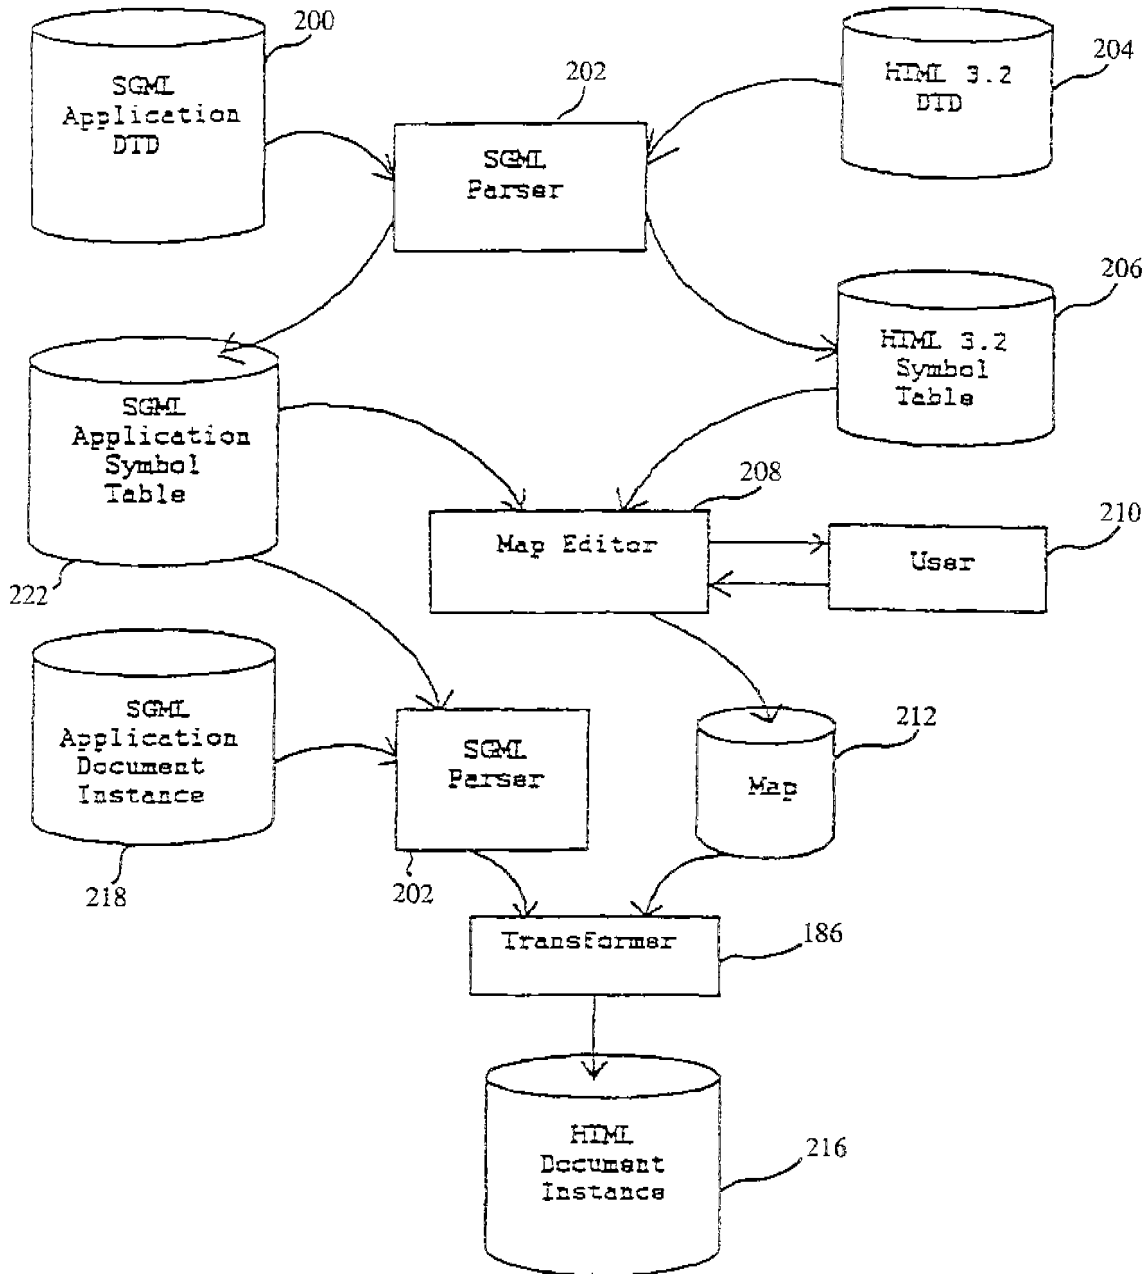 200
SGML
Application
DTD
202
SGML
Parser
HTML 3.2
DTD
204
206
HTML 3.2
Symbol
Table
SGML
Application
Symbol
Table
222
208
Map Editor
210
User
SGML
Application
Document
Instance
218
SGML
Parser
202
212
Map
Transformer
186
HTML
Document
Instance
216